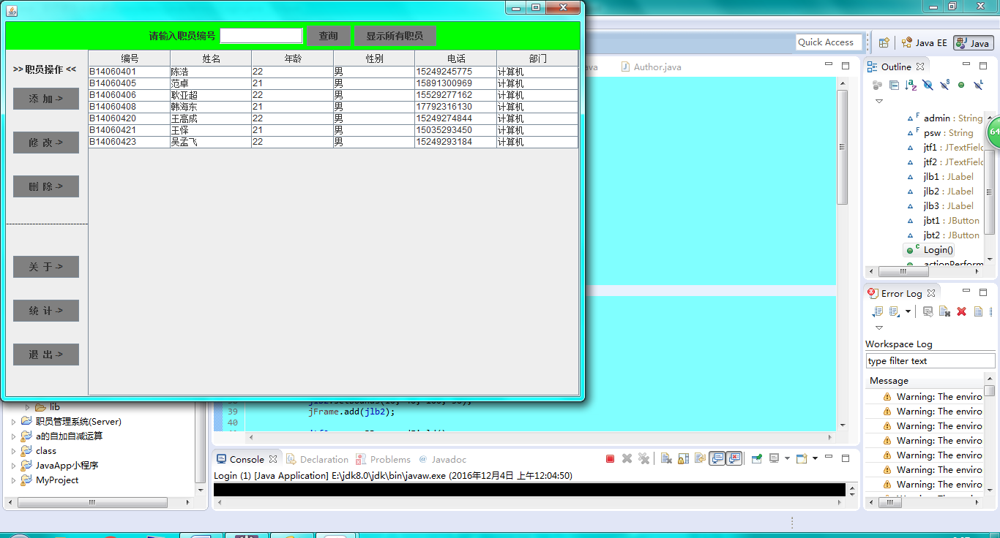 请输入职员编号 查询 显示所有职员
>> 职员操作 <<
添 加 ->
修 改 ->
删 除 ->
关 于 ->
统 计 ->
退 出 ->
编号 姓名 年龄 性别 电话 部门
B14060401 陈浩 22 男 15249245775 计算机
B14060405 范卓 21 男 15891300969 计算机
B14060406 耿亚超 22 男 15529277162 计算机
B14060408 韩海东 21 男 17792316130 计算机
B14060420 王高成 22 男 15249274844 计算机
B14060421 王怿 21 男 15035293450 计算机
B14060423 吴孟飞 22 男 15249293184 计算机
Quick Access Java EE Java
ava Author.java
Outline
admin : String
psw : String
jtf1 : JTextField
jtf2 : JTextField
jlb1 : JLabel
jlb2 : JLabel
jlb3 : JLabel
jbt1 : JButton
jbt2 : JButton
Login()
actionPerform
64
Error Log
Workspace Log
type filter text
Message
Warning: The enviro
Warning: The enviro
Warning: The enviro
Warning: The enviro
Warning: The enviro
Warning: The enviro
Warning: The enviro
lib
职员管理系统(Server)
a的自加自减运算
class
JavaApp小程序
MyProject
39 jFrame.add(jlb2);
40
Console Declaration Problems Javadoc
Login (1) [Java Application] E:\jdk8.0\jdk\bin\javaw.exe (2016年12月4日 上午12:04:50)